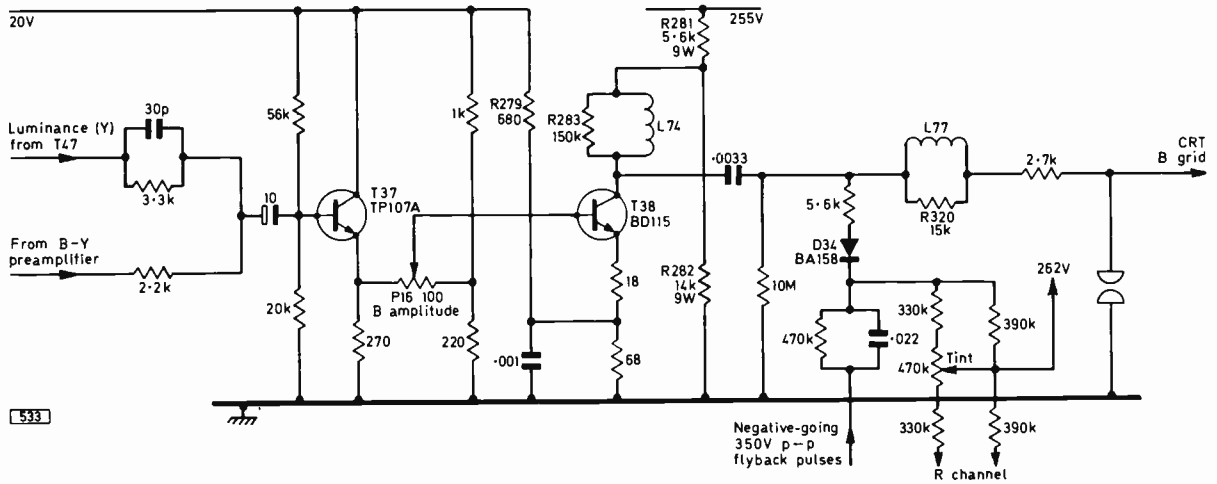 20V
255V
R281
5·6k
9W
30p
Luminance (Y)
from T47
3·3k
56k
1k
R279
680
R283
150k
L74
L77
CRT
B grid
2·7k
·0033
10
T37
TP107A
T38
BD115
5·6k
R320
15k
From B-Y
preamplifier
2·2k
D34
BA158
18
R282
14k
9W
10M
262V
P16 100
B amplitude
20k
270
220
·001
68
330k
390k
470k
·022
470k
Tint
533
Negative-going
350V p-p
flyback pulses
330k
390k
R channel